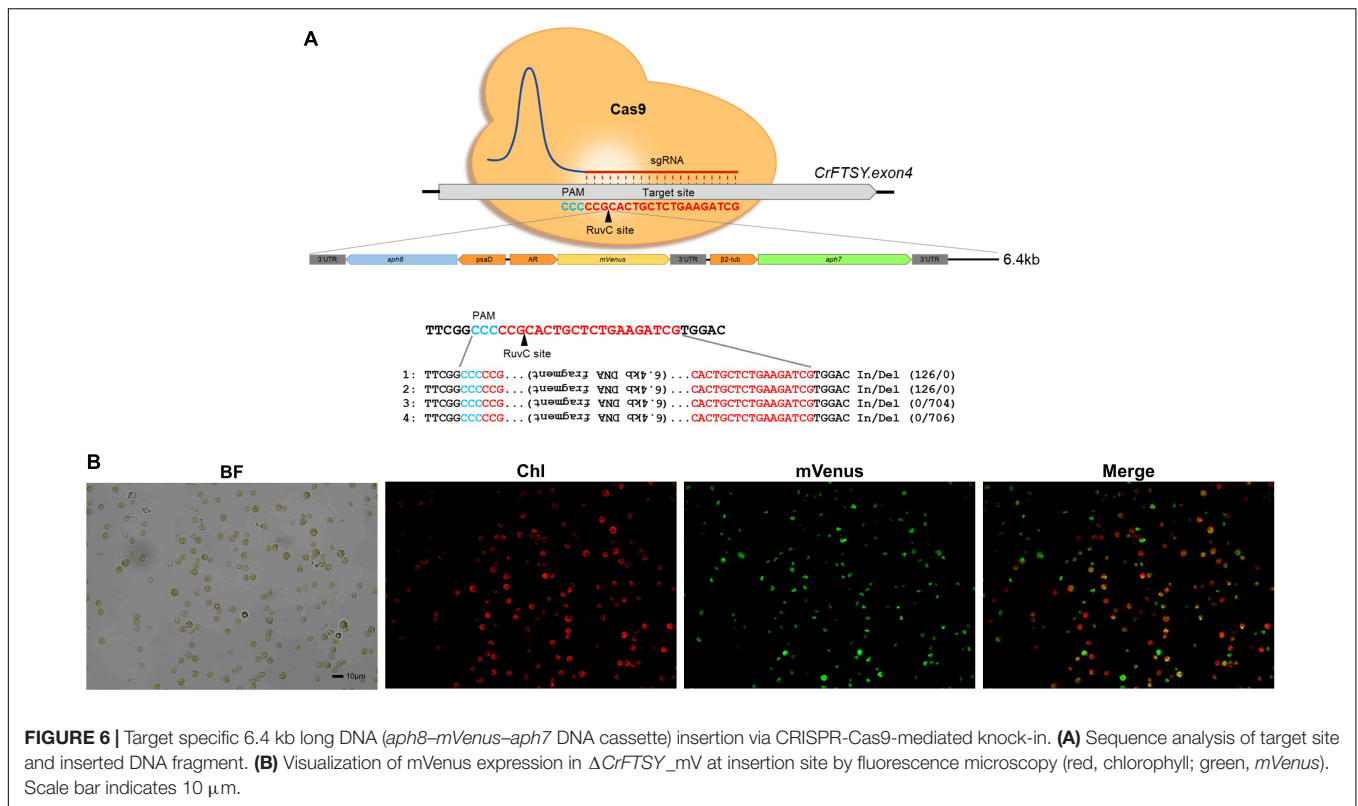 A
Cas9
sgRNA
CrFTSY.exon4
PAM Target site
CCCCCGCACTGCTCTGAAGATCG
RuvC site
3'UTR aph8 psaD AR mVenus 3'UTR β2-tub aph7 3'UTR 6.4kb
PAM
TTCGGCCCCCGCACTGCTCTGAAGATCGTGGAC
RuvC site
1: TTCGGCCCCCG...(6.4kb DNA fragment)...CACTGCTCTGAAGATCGTGGAC In/Del (126/0)
2: TTCGGCCCCCG...(6.4kb DNA fragment)...CACTGCTCTGAAGATCGTGGAC In/Del (126/0)
3: TTCGGCCCCCG...(6.4kb DNA fragment)...CACTGCTCTGAAGATCGTGGAC In/Del (0/704)
4: TTCGGCCCCCG...(6.4kb DNA fragment)...CACTGCTCTGAAGATCGTGGAC In/Del (0/706)
B
BF Chl mVenus Merge
10μm
FIGURE 6 | Target specific 6.4 kb long DNA (aph8–mVenus–aph7 DNA cassette) insertion via CRISPR-Cas9-mediated knock-in. (A) Sequence analysis of target site
and inserted DNA fragment. (B) Visualization of mVenus expression in ΔCrFTSY_mV at insertion site by fluorescence microscopy (red, chlorophyll; green, mVenus).
Scale bar indicates 10 μm.